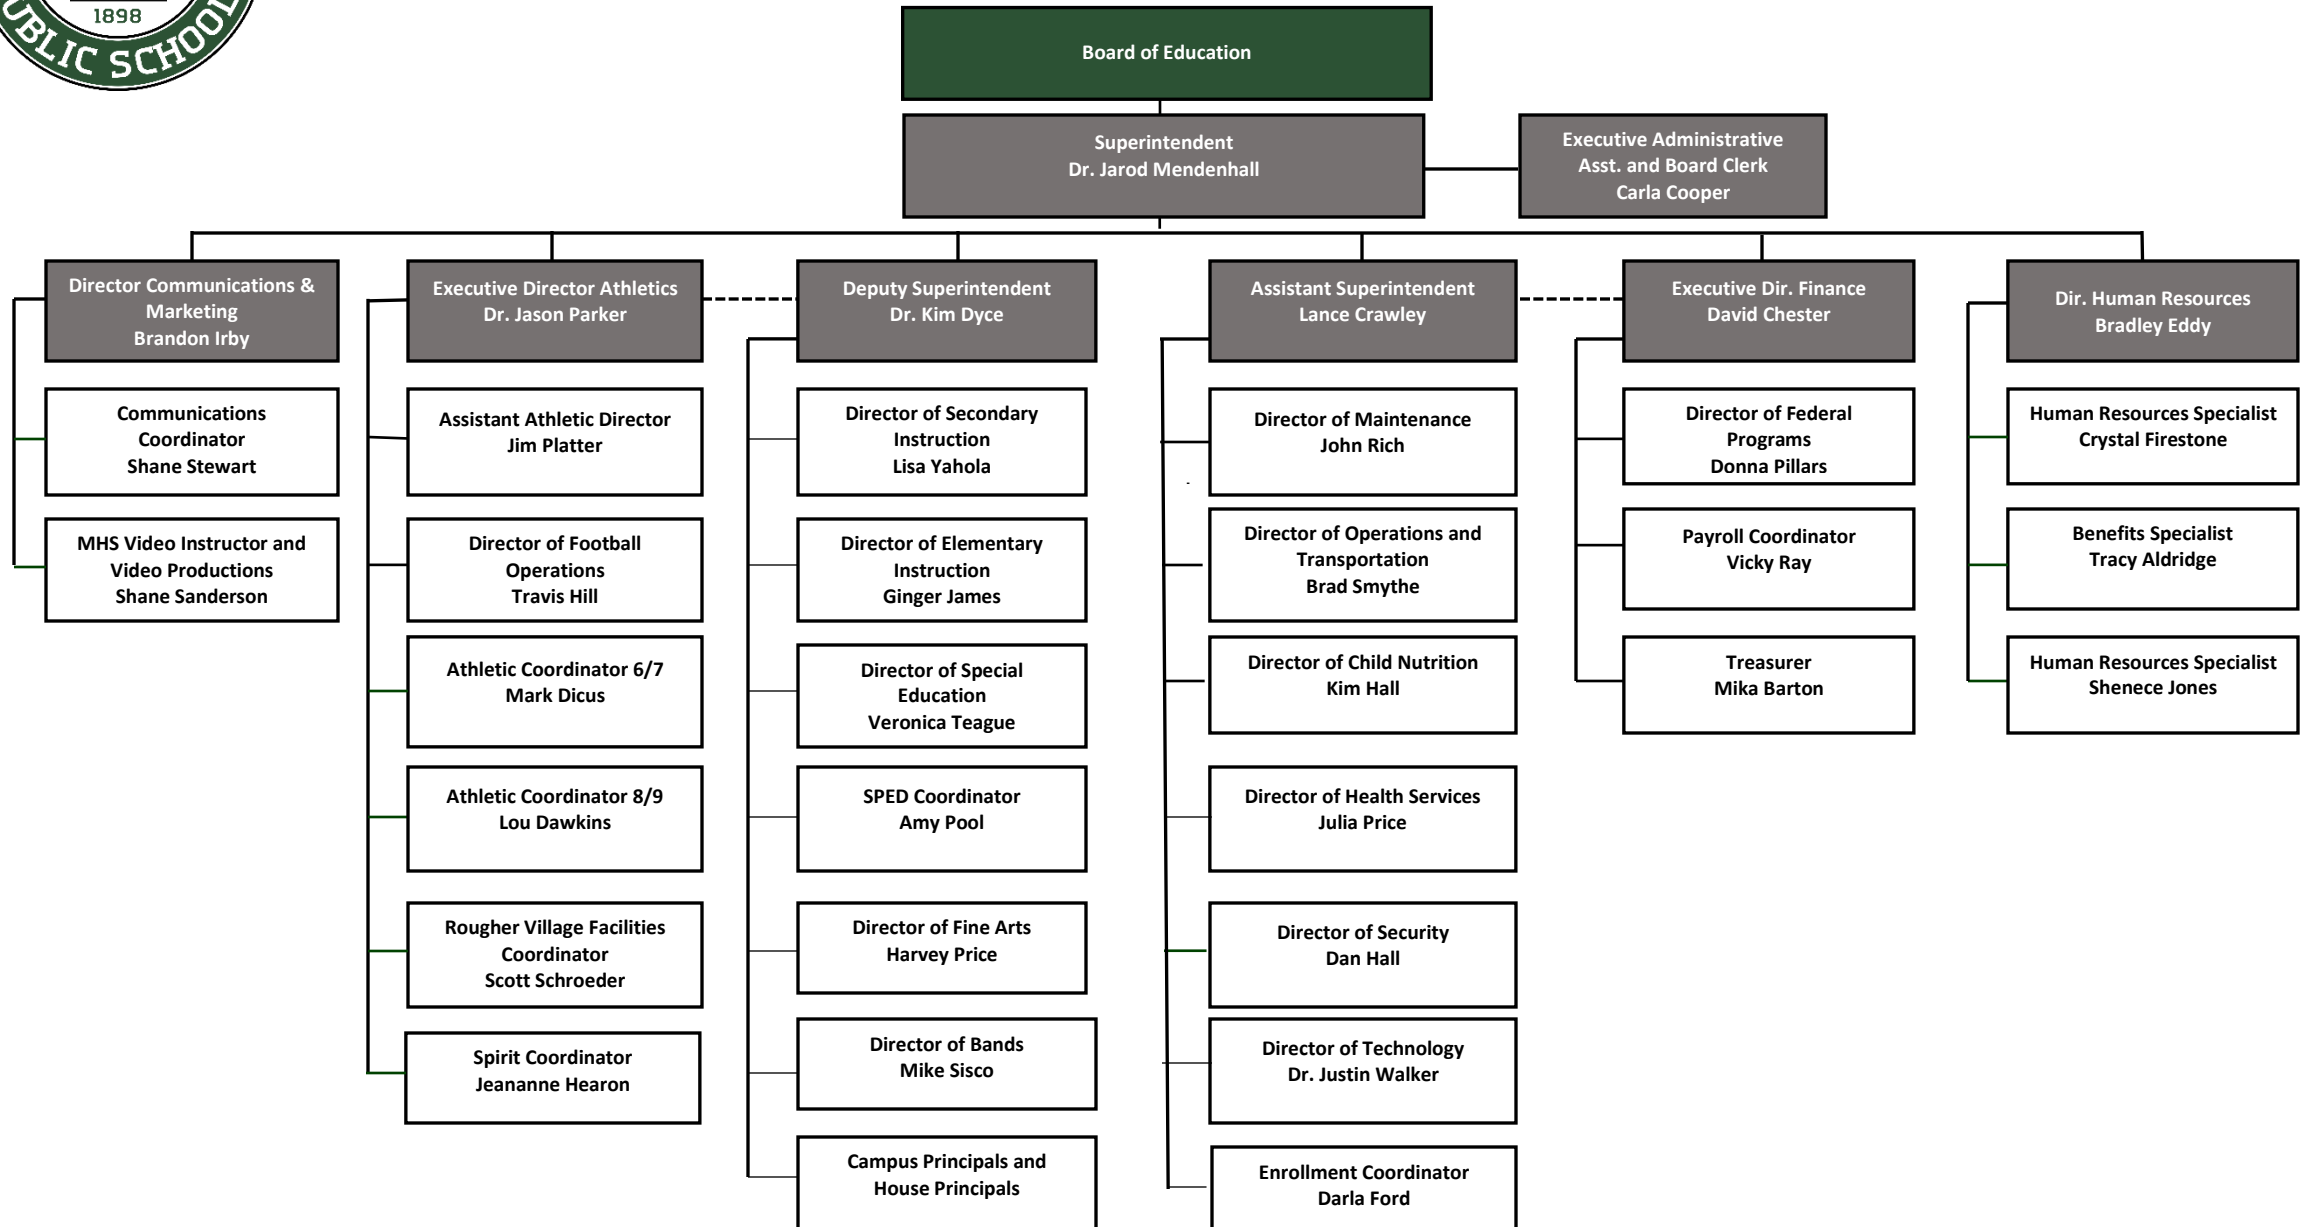 1898
PUBLIC SCHOOL
Board of Education
Superintendent
Dr. Jarod Mendenhall
Executive Administrative
Asst. and Board Clerk
Carla Cooper
Director Communications &
Marketing
Brandon Irby
Executive Director Athletics
Dr. Jason Parker
Deputy Superintendent
Dr. Kim Dyce
Assistant Superintendent
Lance Crawley
Executive Dir. Finance
David Chester
Dir. Human Resources
Bradley Eddy
Communications
Coordinator
Shane Stewart
MHS Video Instructor and
Video Productions
Shane Sanderson
Assistant Athletic Director
Jim Platter
Director of Football
Operations
Travis Hill
Athletic Coordinator 6/7
Mark Dicus
Athletic Coordinator 8/9
Lou Dawkins
Rougher Village Facilities
Coordinator
Scott Schroeder
Spirit Coordinator
Jeananne Hearon
Director of Secondary
Instruction
Lisa Yahola
Director of Elementary
Instruction
Ginger James
Director of Special
Education
Veronica Teague
SPED Coordinator
Amy Pool
Director of Fine Arts
Harvey Price
Director of Bands
Mike Sisco
Campus Principals and
House Principals
Director of Maintenance
John Rich
Director of Operations and
Transportation
Brad Smythe
Director of Child Nutrition
Kim Hall
Director of Health Services
Julia Price
Director of Security
Dan Hall
Director of Technology
Dr. Justin Walker
Enrollment Coordinator
Darla Ford
Director of Federal
Programs
Donna Pillars
Payroll Coordinator
Vicky Ray
Treasurer
Mika Barton
Human Resources Specialist
Crystal Firestone
Benefits Specialist
Tracy Aldridge
Human Resources Specialist
Shenece Jones